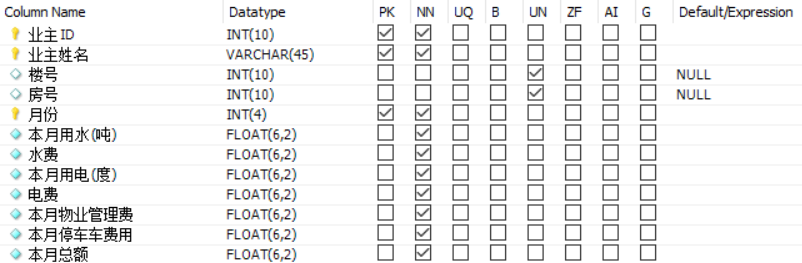 Column Name Datatype PK NN UQ B UN ZF AI G Default/Expression
业主ID INT(10)
业主姓名 VARCHAR(45)
楼号 INT(10) NULL
房号 INT(10) NULL
月份 INT(4)
本月用水(吨) FLOAT(6,2)
水费 FLOAT(6,2)
本月用电(度) FLOAT(6,2)
电费 FLOAT(6,2)
本月物业管理费 FLOAT(6,2)
本月停车车费用 FLOAT(6,2)
本月总额 FLOAT(6,2)